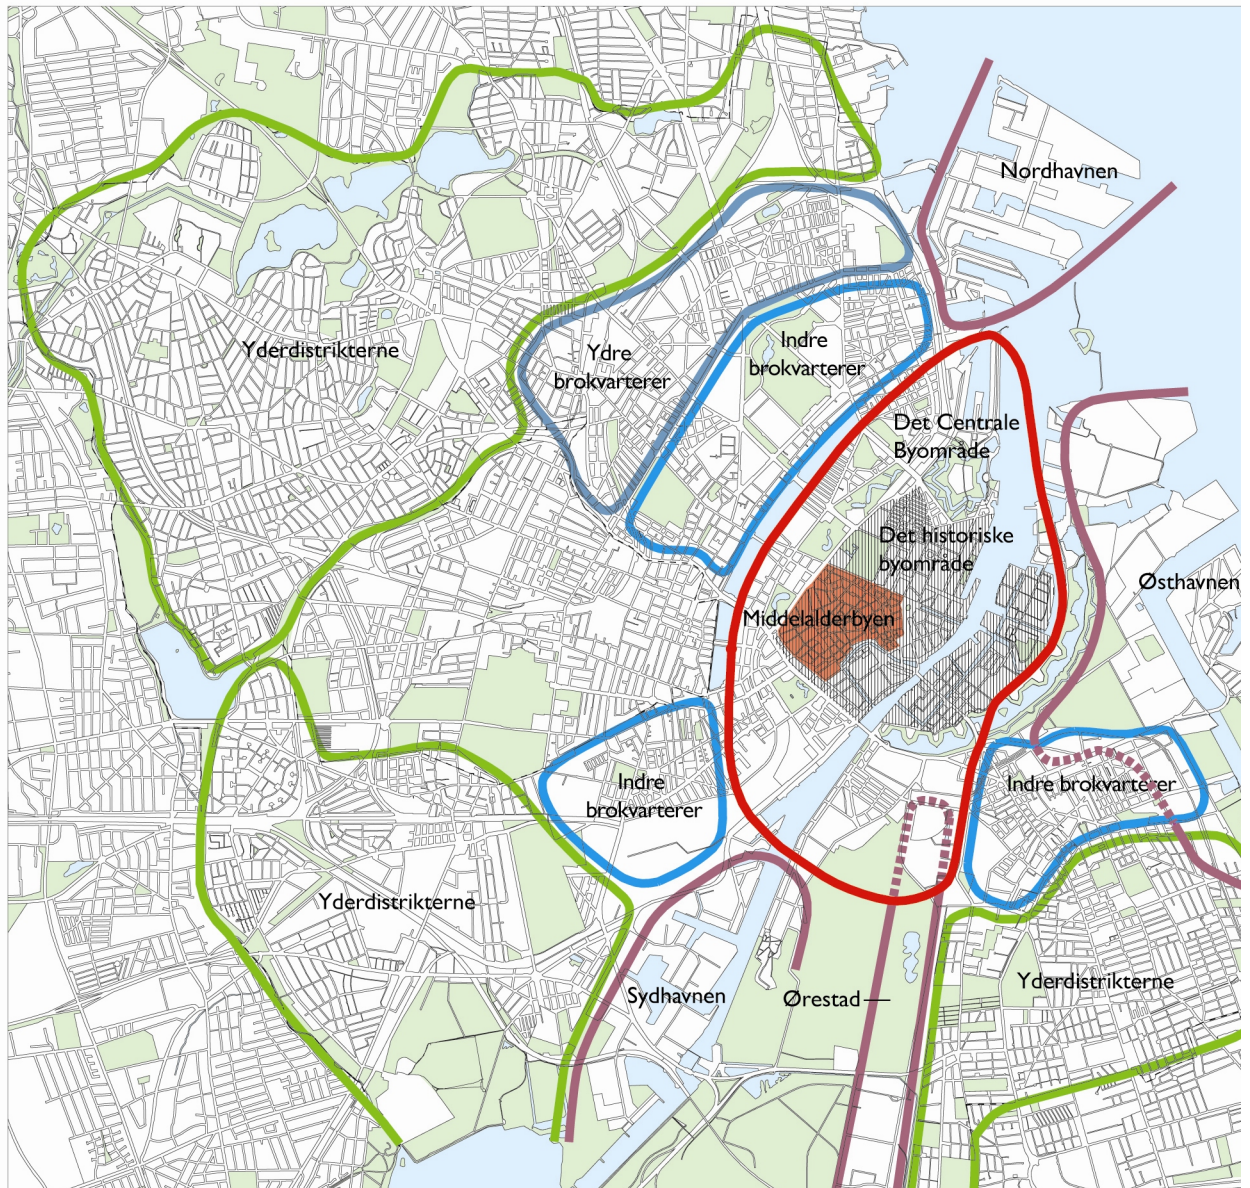 Nordhavnen
Yderdistrikterne
Ydre
brokvarterer
Indre
brokvarterer
Det Centrale
Byområde
Det historiske
byområde
Østhavnen
Middelalderbyen
Indre
brokvarterer
Indre brokvarterer
Yderdistrikterne
Sydhavnen
Ørestad
Yderdistrikterne